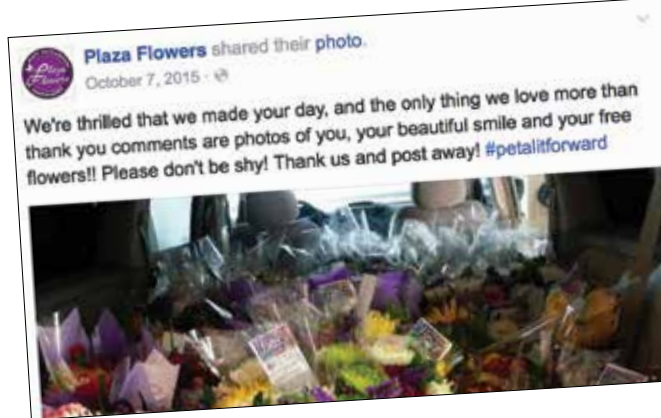 Plaza Flowers shared their photo.
October 7, 2015 ·
We're thrilled that we made your day, and the only thing we love more than
thank you comments are photos of you, your beautiful smile and your free
flowers!! Please don't be shy! Thank us and post away! #petalitforward
Plaza
Flowers